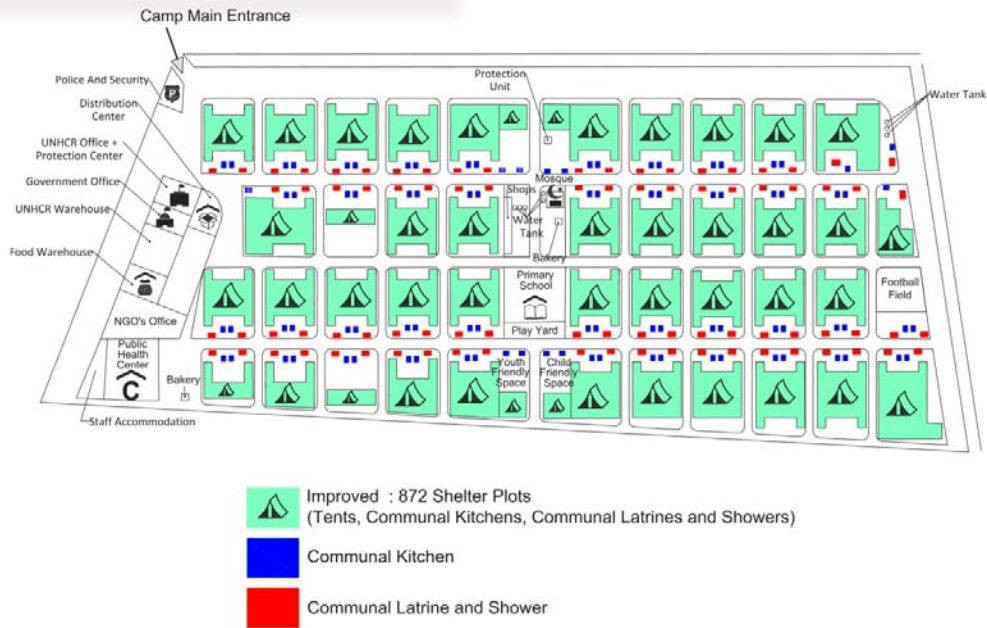 Camp Main Entrance
Police And Security
P
Distribution
Center
UNHCR Office +
Protection Center
Government Office
UNHCR Warehouse
Food Warehouse
NGO's Office
Public
Health
Center
C
Staff Accommodation
Bakery
Protection
Unit
Water Tank
Shops
Mosque
Water
Tank
Bakery
Primary
School
Play Yard
Football
Field
Youth
Friendly
Space
Child
Friendly
Space
Improved : 872 Shelter Plots
(Tents, Communal Kitchens, Communal Latrines and Showers)
Communal Kitchen
Communal Latrine and Shower